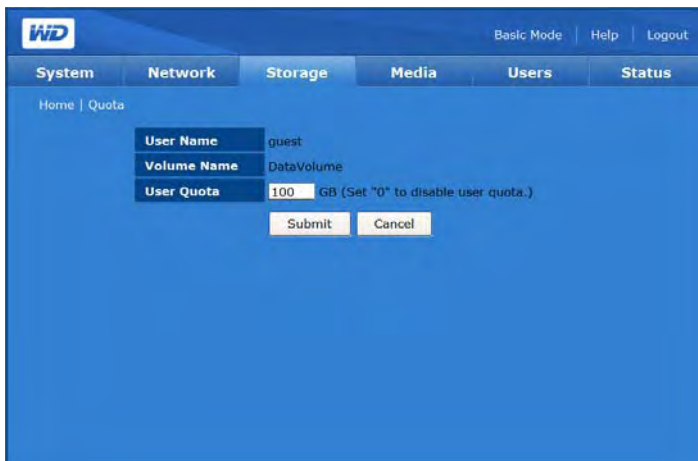 WD
Basic Mode | Help | Logout
System Network Storage Media Users Status
Home | Quota
User Name guest
Volume Name DataVolume
User Quota 100 GB (Set "0" to disable user quota.)
Submit Cancel